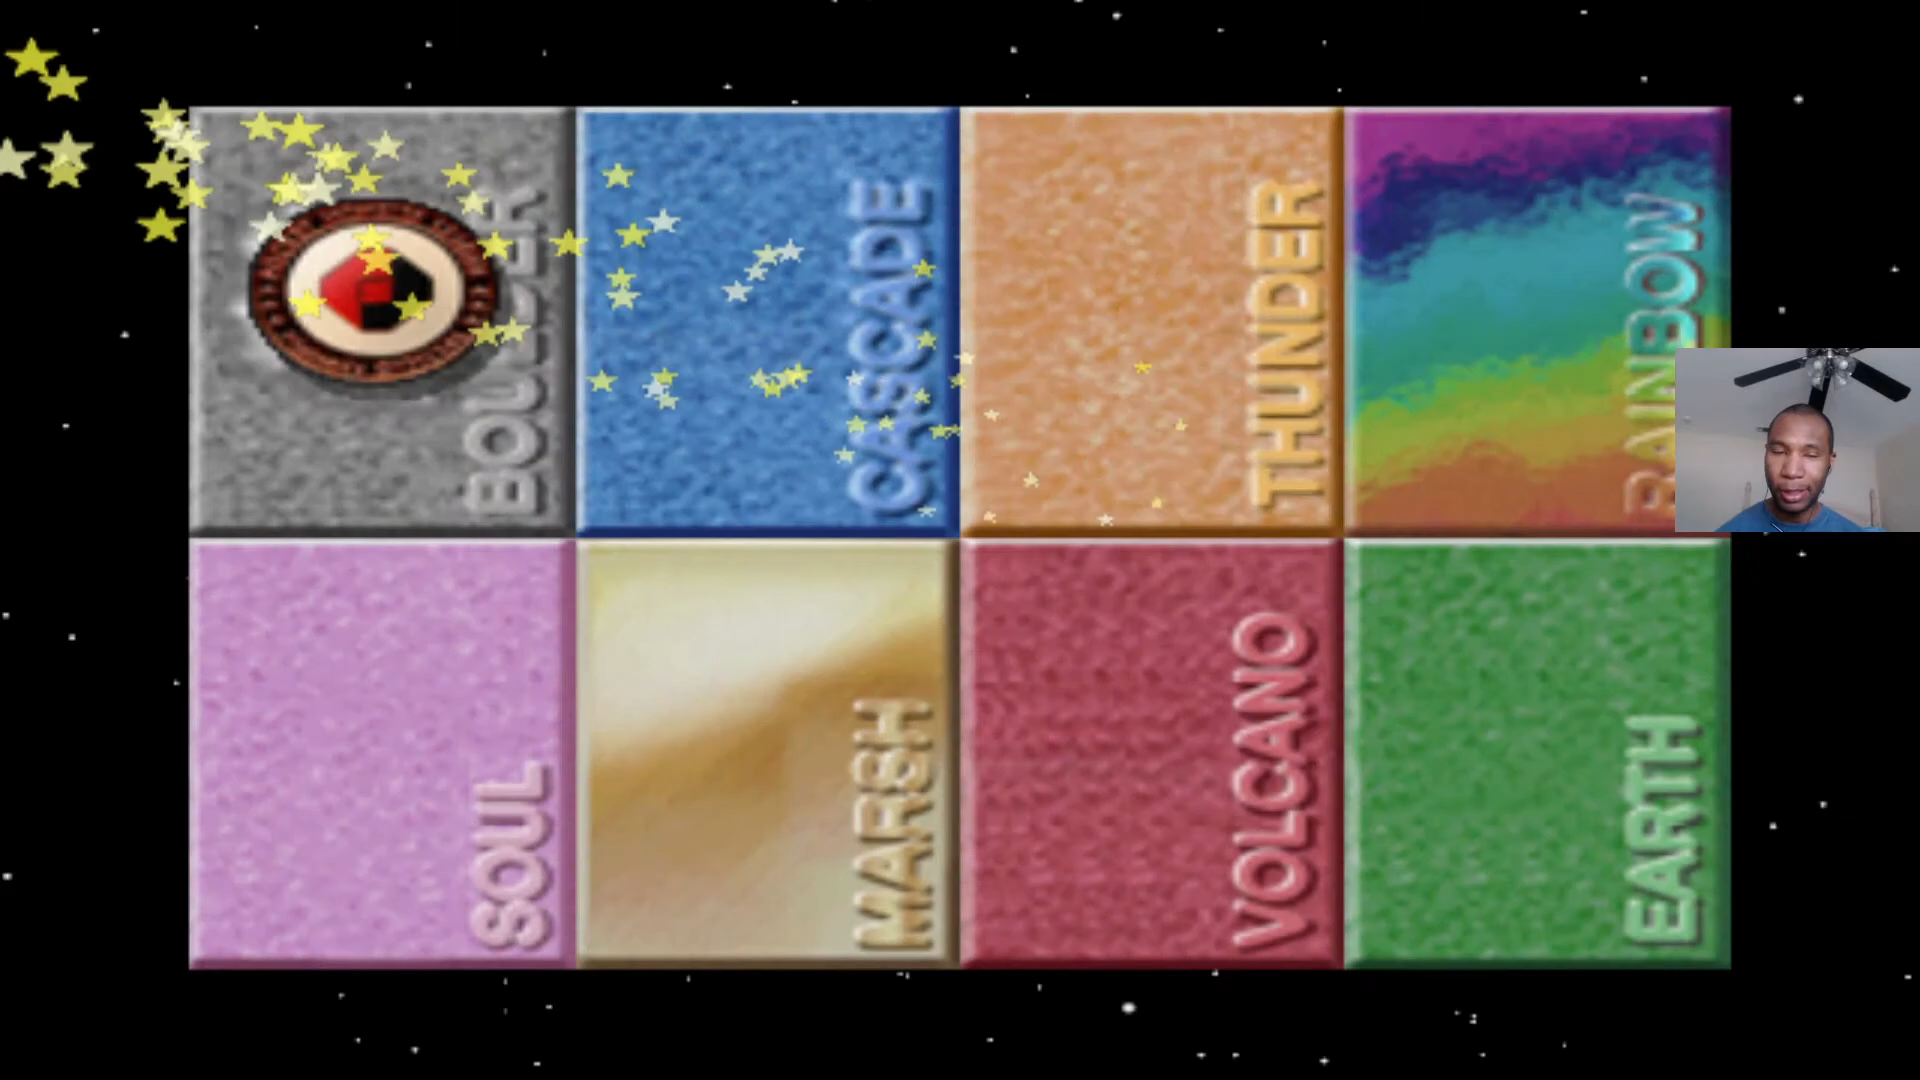 BOULDER
CASCADE
THUNDER
RAINBOW
SOUL
MARSH
VOLCANO
EARTH